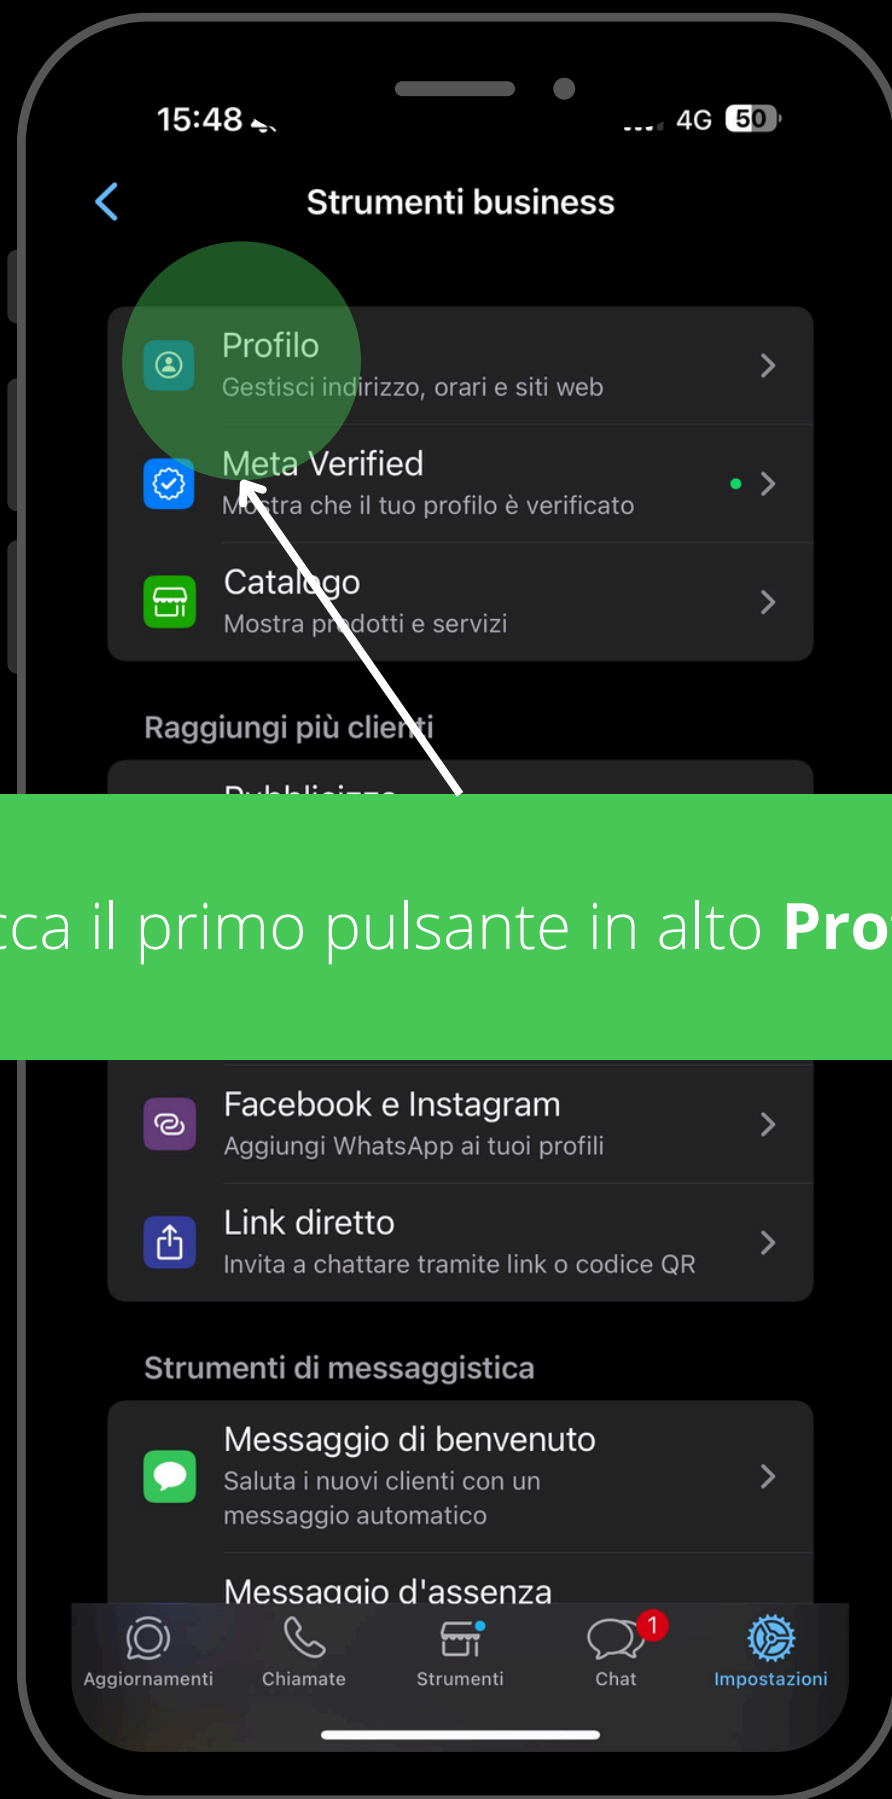 15:48
4G 50
Strumenti business
Profilo
Gestisci indirizzo, orari e siti web
Meta Verified
Mostra che il tuo profilo è verificato
Catalogo
Mostra prodotti e servizi
Raggiungi più clienti
cca il primo pulsante in alto Pro
Facebook e Instagram
Aggiungi WhatsApp ai tuoi profili
Link diretto
Invita a chattare tramite link o codice QR
Strumenti di messaggistica
Messaggio di benvenuto
Saluta i nuovi clienti con un
messaggio automatico
Messaggio d'assenza
1
Aggiornamenti Chiamate Strumenti Chat Impostazioni